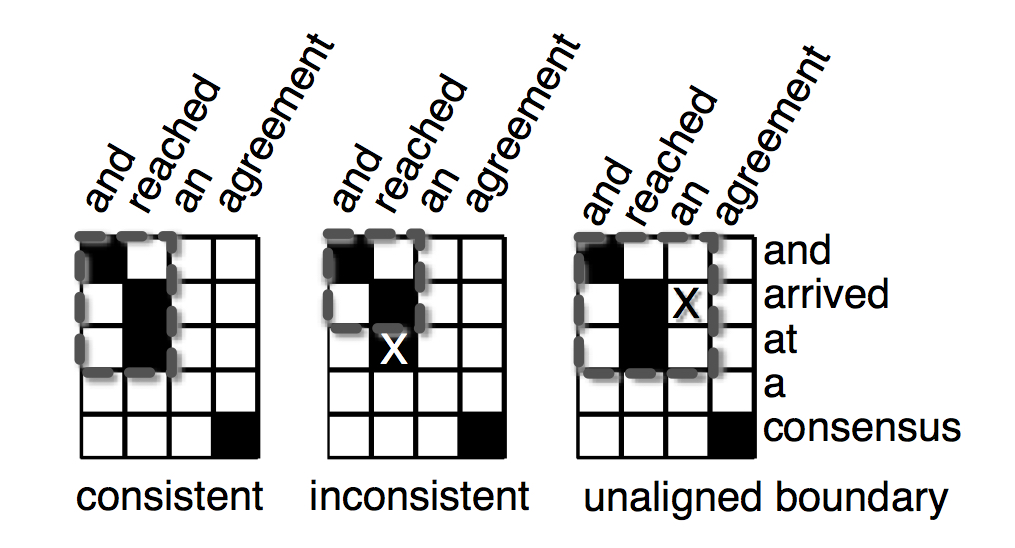 and reached an agreement
and reached an agreement
and reached an agreement
and
arrived
X
at
X
a
consensus
consistent
inconsistent
unaligned boundary